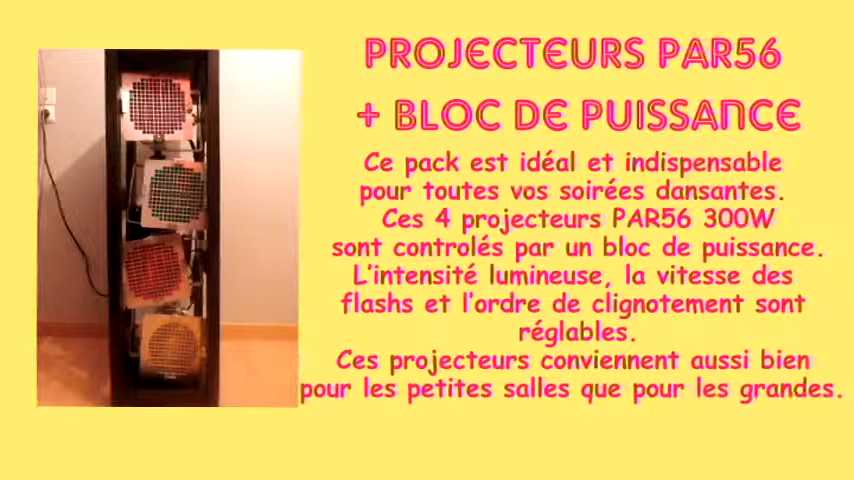 PROJECTEURS PAR56
+ BLOC DE PUISSANCE
Ce pack est idéal et indispensable
pour toutes vos soirées dansantes.
Ces 4 projecteurs PAR56 300W
sont controlés par un bloc de puissance.
L'intensité lumineuse, la vitesse des
flashs et l'ordre de clignotement sont
réglables.
Ces projecteurs conviennent aussi bien
pour les petites salles que pour les grandes.